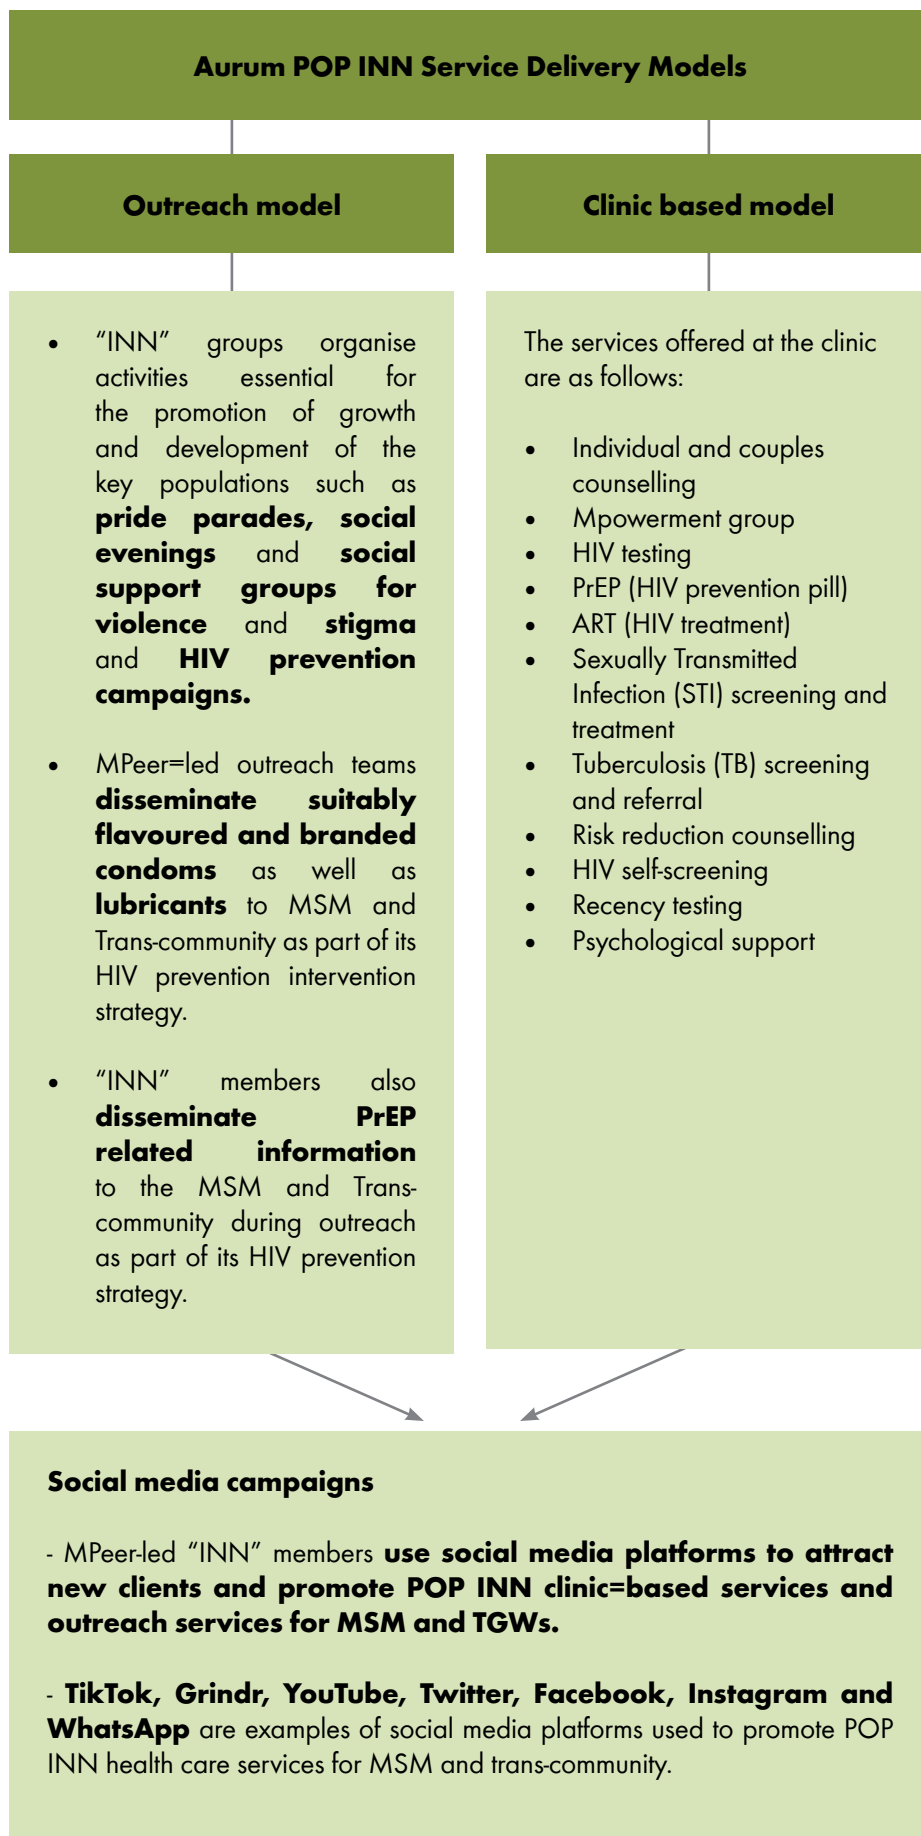 Aurum POP INN Service Delivery Models
Outreach model
• "INN" groups organise
activities essential for
the promotion of growth
and development of the
key populations such as
pride parades, social
evenings and social
support groups for
violence and stigma
and HIV prevention
campaigns.
• MPeer=led outreach teams
disseminate suitably
flavoured and branded
condoms as well as
lubricants to MSM and
Trans-community as part of its
HIV prevention intervention
strategy.
• "INN" members also
disseminate PrEP
related information
to the MSM and Trans-
community during outreach
as part of its HIV prevention
strategy.
Clinic based model
The services offered at the clinic
are as follows:
• Individual and couples
counselling
• Mpowerment group
• HIV testing
• PrEP (HIV prevention pill)
• ART (HIV treatment)
• Sexually Transmitted
Infection (STI) screening and
treatment
• Tuberculosis (TB) screening
and referral
• Risk reduction counselling
• HIV self-screening
• Recency testing
• Psychological support
Social media campaigns
- MPeer-led "INN" members use social media platforms to attract
new clients and promote POP INN clinic=based services and
outreach services for MSM and TGWs.
- TikTok, Grindr, YouTube, Twitter, Facebook, Instagram and
WhatsApp are examples of social media platforms used to promote POP
INN health care services for MSM and trans-community.